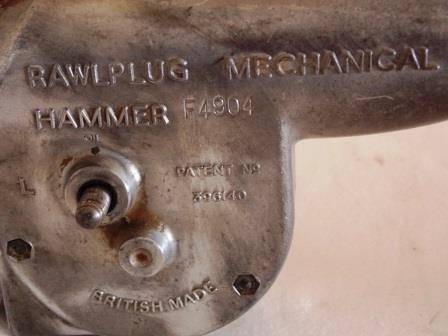 RAWLPLUG MECHANICAL
HAMMER F4904
OIL
L
PATENT Nº
396140
BRITISH MADE